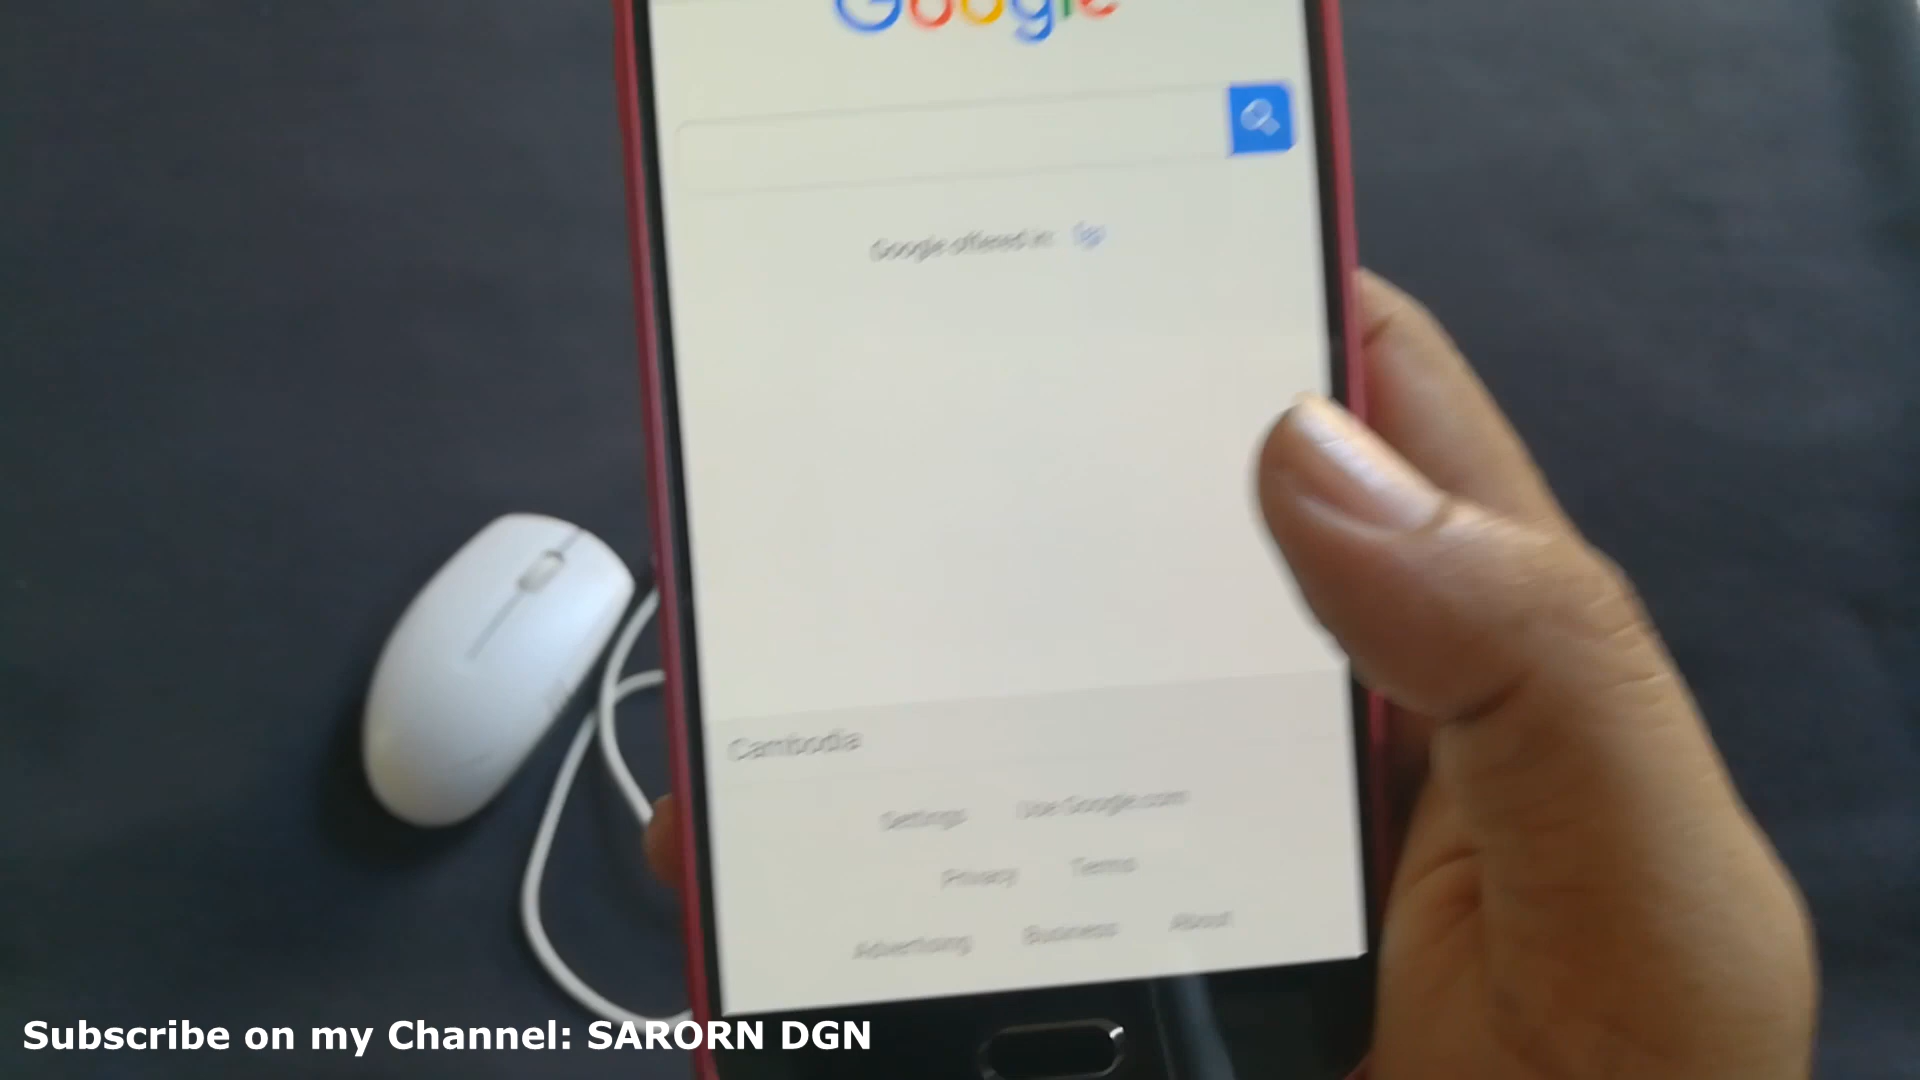 Google
Google offered in:
Cambodia
Settings Use Google.com
Privacy Terms
Advertising Business About
Subscribe on my Channel: SARORN DGN